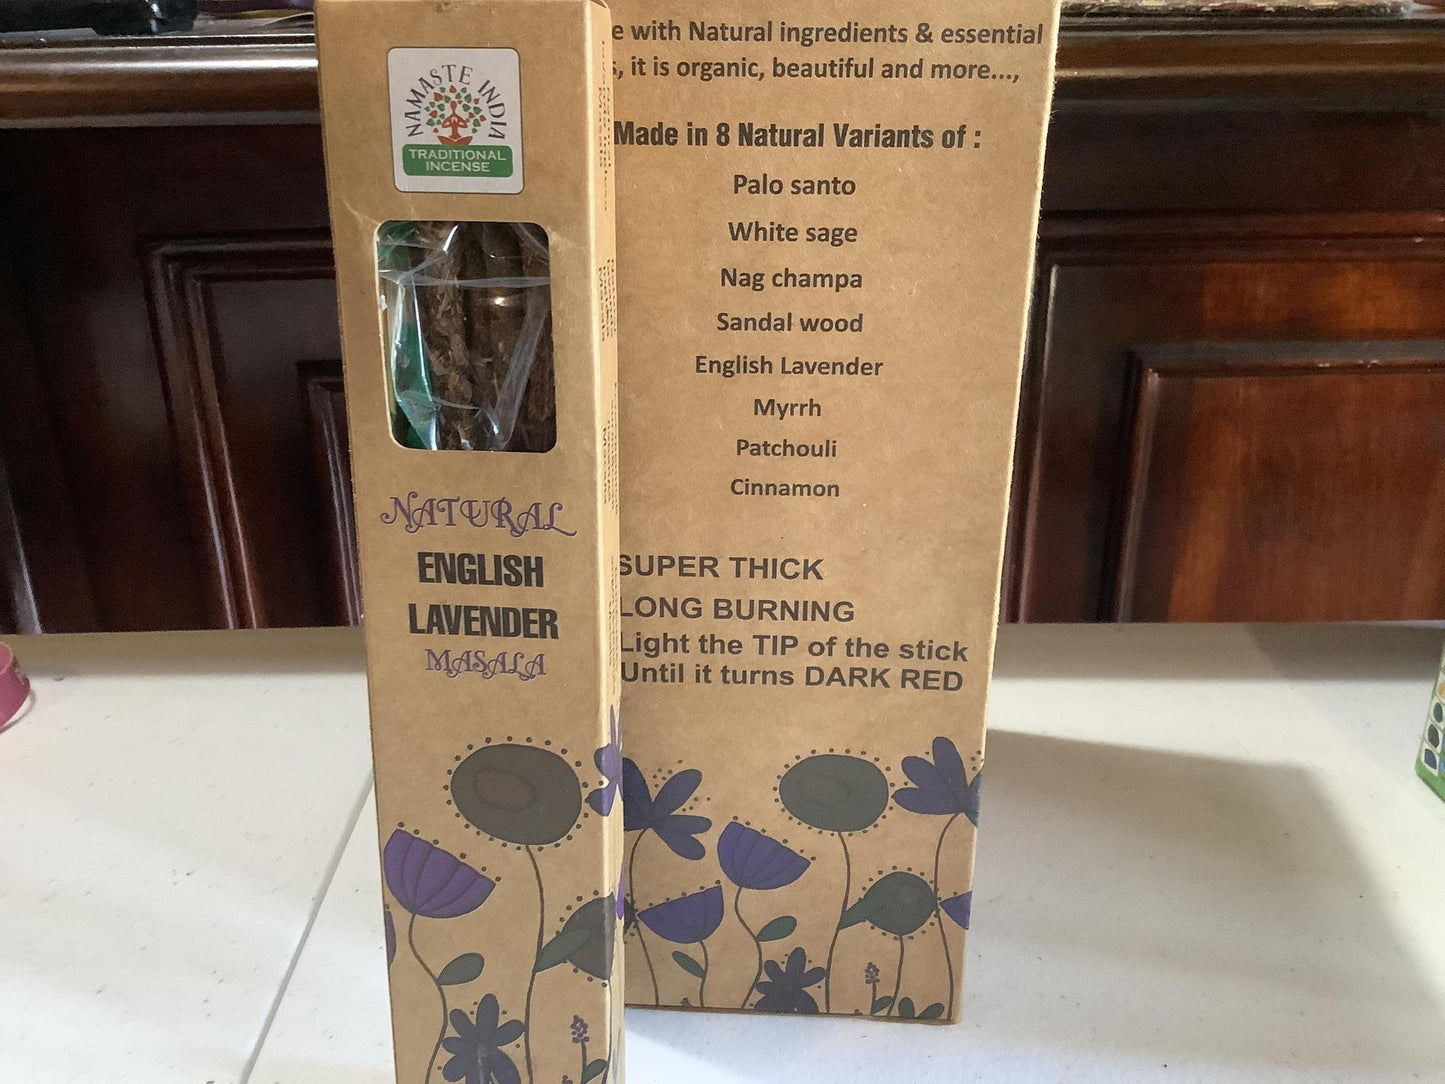 NAMASTE INDIA
TRADITIONAL
INCENSE
NATURAL
ENGLISH
LAVENDER
MASALA
with Natural ingredients & essential
it is organic, beautiful and more...,
Made in 8 Natural Variants of :
Palo santo
White sage
Nag champa
Sandal wood
English Lavender
Myrrh
Patchouli
Cinnamon
SUPER THICK
LONG BURNING
Light the TIP of the stick
Until it turns DARK RED